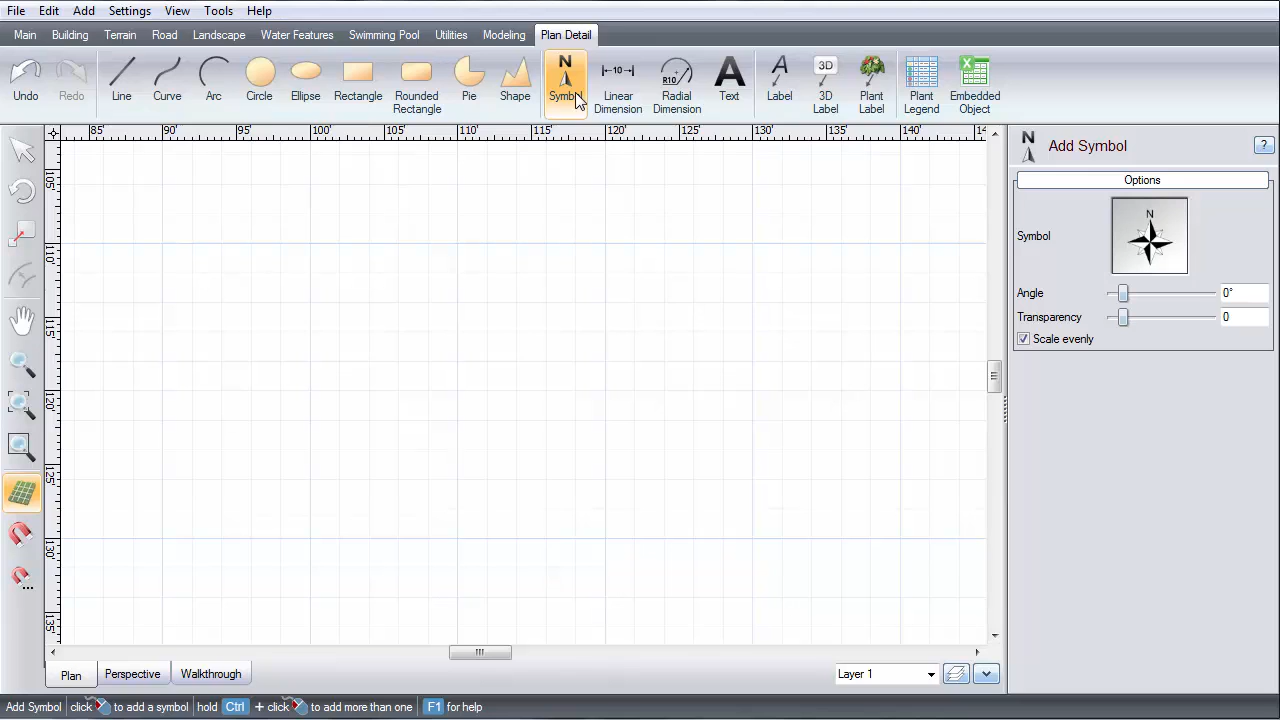 File Edit Add Settings View Tools Help
Main Building Terrain Road Landscape Water Features Swimming Pool Utilities Modeling Plan Detail
Undo Redo Line Curve Arc Circle Ellipse Rectangle Rounded Rectangle Pie Shape N Symbol 10 Linear Dimension R10 Radial Dimension A Text A Label 3D 3D Label Plant Label Plant Legend Embedded Object
85' 90' 95' 100' 105' 110' 115' 120' 125' 130' 135' 140' 14
105'
110'
115'
120'
125'
130'
135'
N Add Symbol ?
Options
Symbol N
Angle 0°
Transparency 0
Scale evenly
Plan Perspective Walkthrough Layer 1
Add Symbol click to add a symbol hold Ctrl + click to add more than one F1 for help